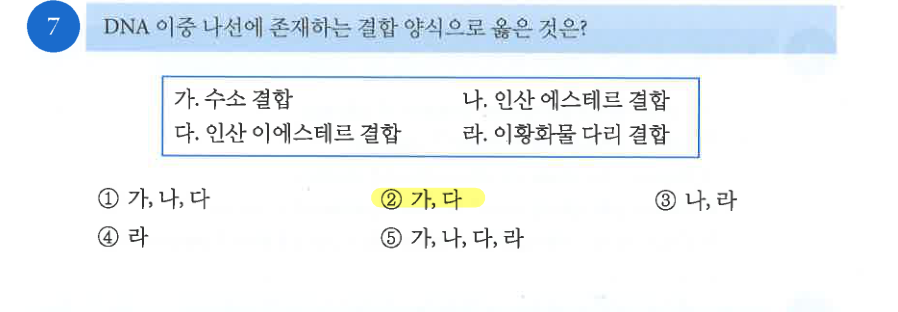 7 DNA 이중 나선에 존재하는 결합 양식으로 옳은 것은?
가. 수소 결합 나. 인산 에스테르 결합
다. 인산 이에스테르 결합 라. 이황화물 다리 결합
① 가, 나, 다 ② 가, 다 ③ 나, 라
④ 라 ⑤ 가, 나, 다, 라